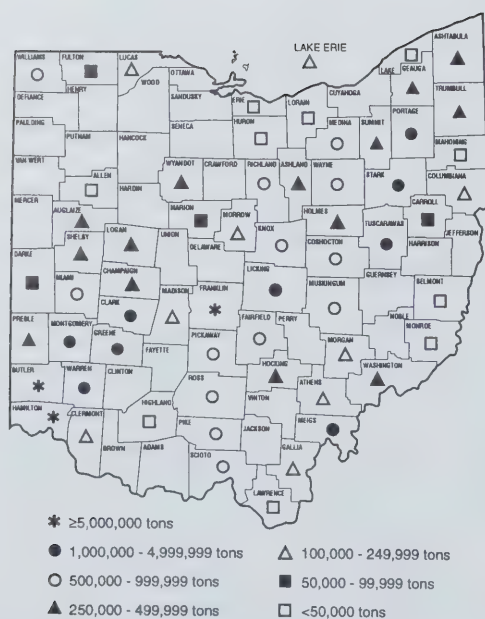 LAKE ERIE
ASHTABULA
WILLIAMS
FULTON
LUCAS
OTTAWA
LAKE
GEAUGA
DEFIANCE
HENRY
WOOD
SANDUSKY
ERIE
LORAIN
CUYAHOGA
TRUMBULL
PAULDING
PUTNAM
HANCOCK
SENECA
HURON
MEDINA
SUMMIT
PORTAGE
MAHONING
VAN WERT
ALLEN
WYANDOT
CRAWFORD
RICHLAND
ASHLAND
WAYNE
STARK
COLUMBIANA
MERCER
AUGLAIZE
HARDIN
MARION
MORROW
KNOX
HOLMES
TUSCARAWAS
CARROLL
JEFFERSON
SHELBY
LOGAN
UNION
DELAWARE
COSHOCTON
HARRISON
DARKE
MIAMI
CHAMPAIGN
MADISON
FRANKLIN
LICKING
MUSKINGUM
GUERNSEY
BELMONT
CLARK
PREBLE
MONTGOMERY
GREENE
FAYETTE
PICKAWAY
FAIRFIELD
PERRY
MORGAN
NOBLE
MONROE
BUTLER
WARREN
CLINTON
ROSS
HOCKING
ATHENS
WASHINGTON
HAMILTON
CLERMONT
HIGHLAND
VINTON
MEIGS
BROWN
ADAMS
PIKE
JACKSON
GALLIA
SCIOTO
LAWRENCE
≥5,000,000 tons
1,000,000 - 4,999,999 tons
100,000 - 249,999 tons
500,000 - 999,999 tons
50,000 - 99,999 tons
250,000 - 499,999 tons
<50,000 tons